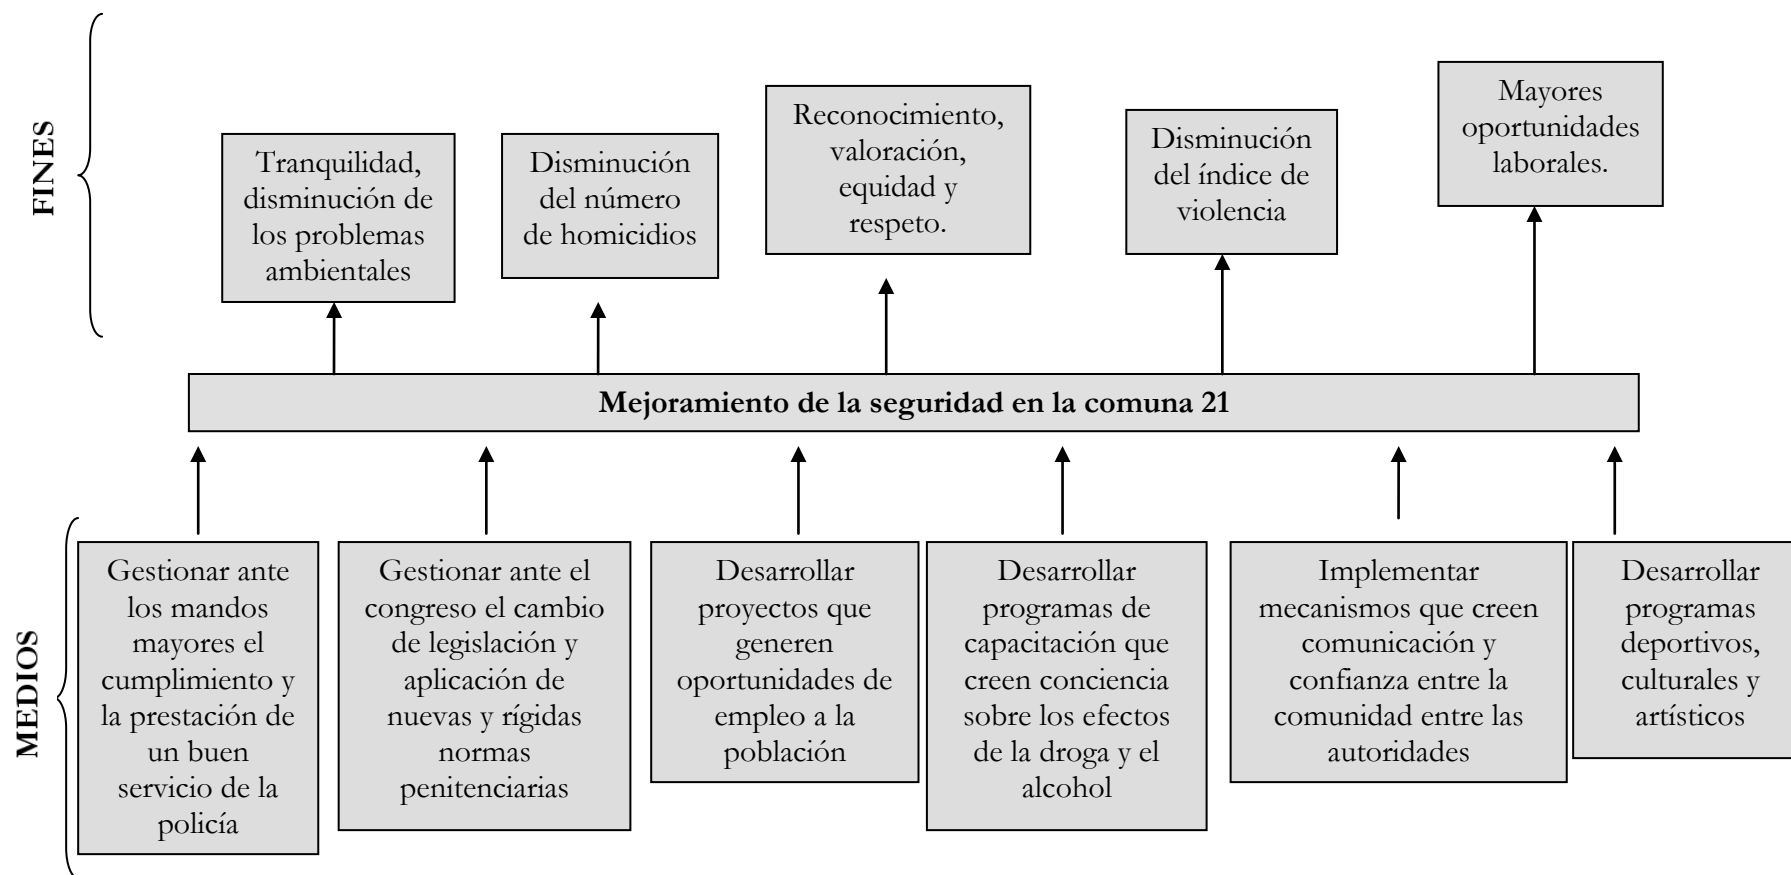 FINES
Tranquilidad,
disminución de
los problemas
ambientales
Disminución
del número
de homicidios
Reconocimiento,
valoración,
equidad y
respeto.
Disminución
del índice de
violencia
Mayores
oportunidades
laborales.
Mejoramiento de la seguridad en la comuna 21
MEDIOS
Gestionar ante
los mandos
mayores el
cumplimiento y
la prestación de
un buen
servicio de la
policía
Gestionar ante el
congreso el cambio
de legislación y
aplicación de
nuevas y rígidas
normas
penitenciarias
Desarrollar
proyectos que
generen
oportunidades de
empleo a la
población
Desarrollar
programas de
capacitación que
creen conciencia
sobre los efectos
de la droga y el
alcohol
Implementar
mecanismos que creen
comunicación y
confianza entre la
comunidad entre las
autoridades
Desarrollar
programas
deportivos,
culturales y
artísticos